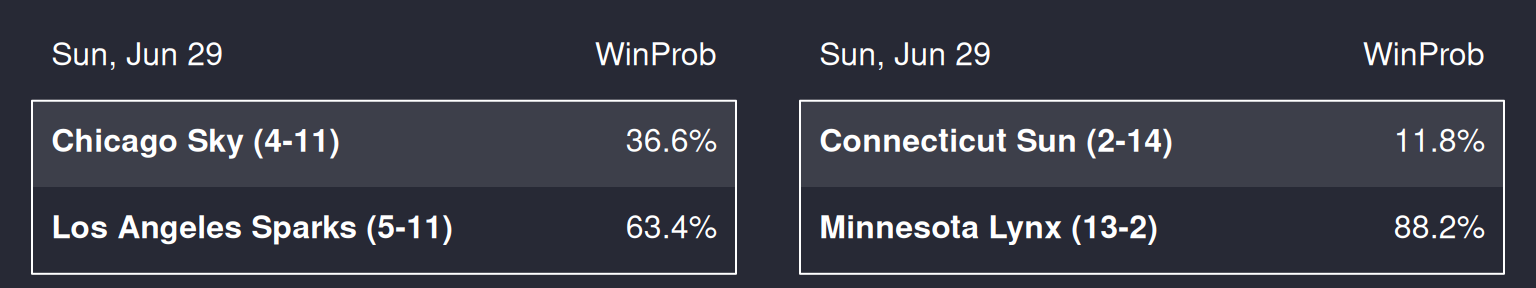 Sun, Jun 29 WinProb
Chicago Sky (4-11) 36.6%
Los Angeles Sparks (5-11) 63.4%
Sun, Jun 29 WinProb
Connecticut Sun (2-14) 11.8%
Minnesota Lynx (13-2) 88.2%